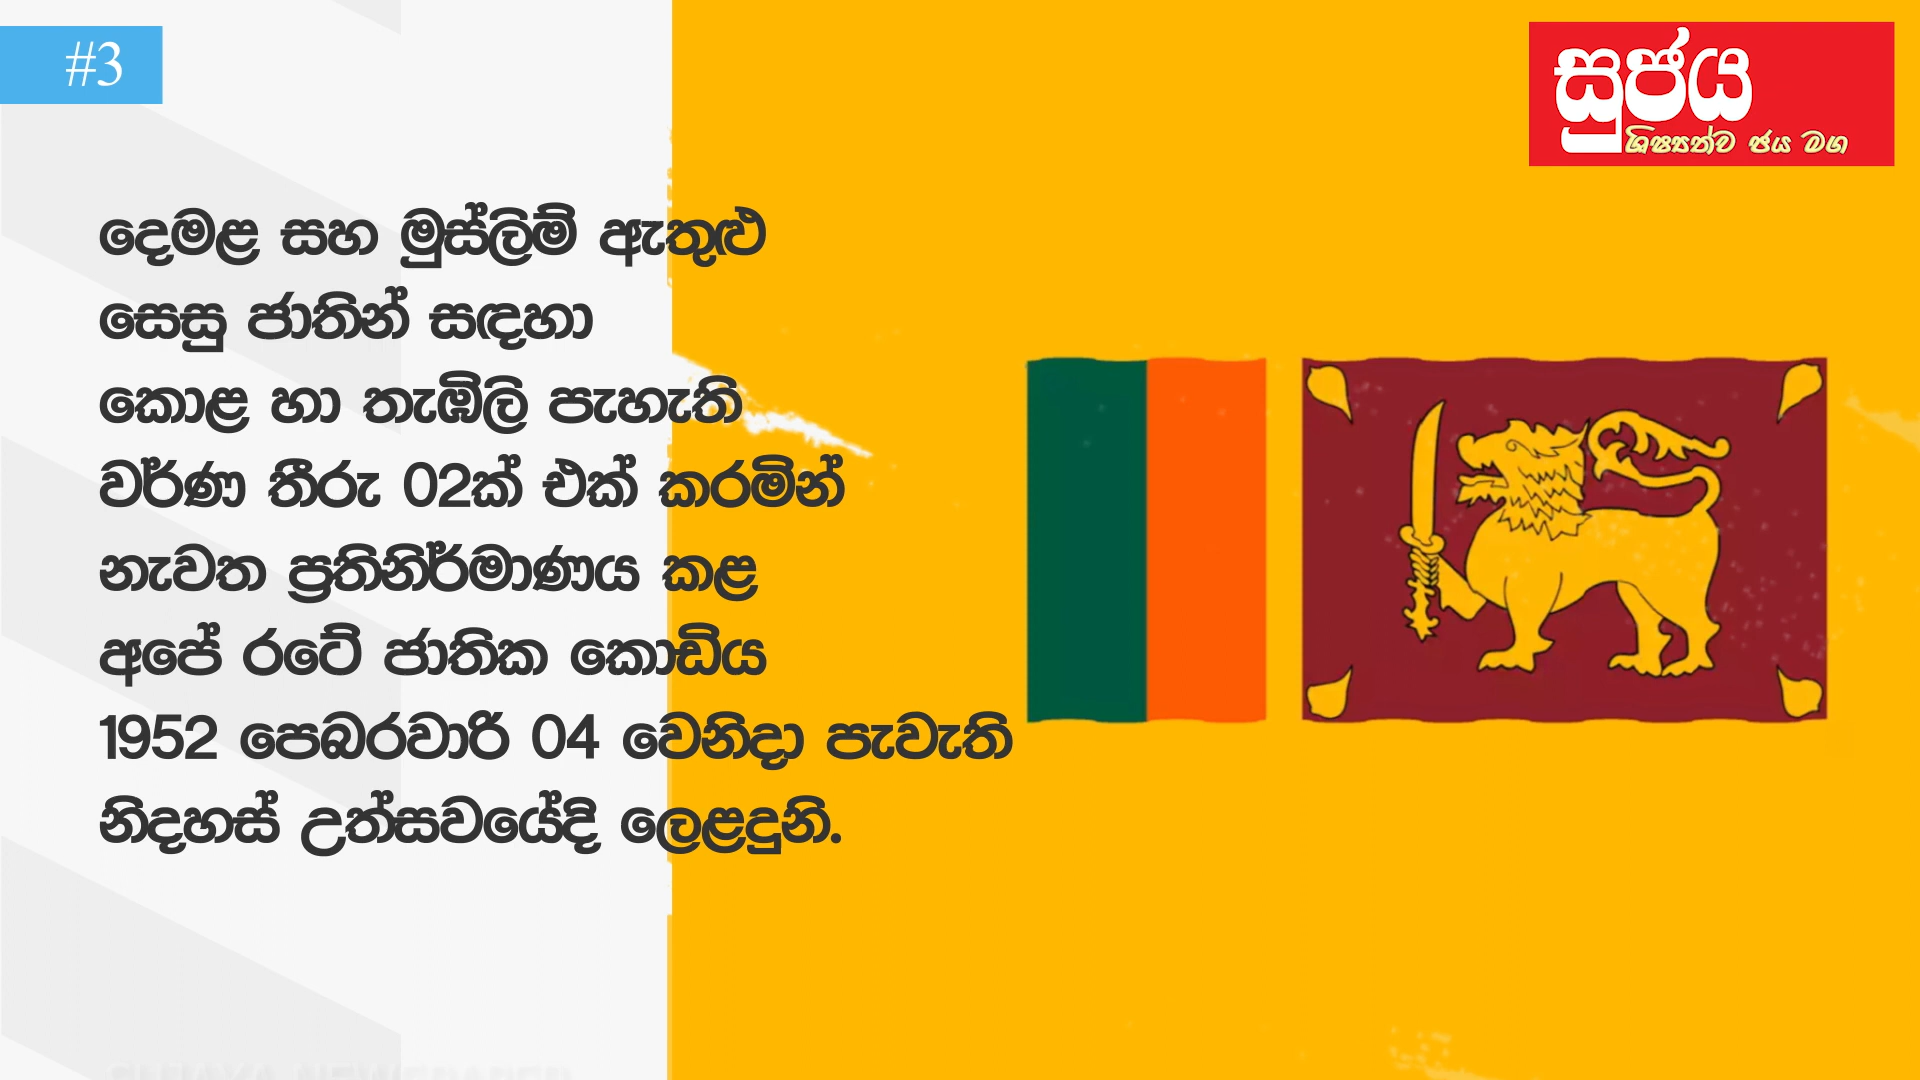 #3
සුජය
ශිෂ්‍යත්ව ජය මග
දෙමළ සහ මුස්ලිම් ඇතුළු
සෙසු ජාතින් සඳහා
කොළ හා තැඹිලි පැහැති
වර්ණ තීරු 02ක් එක් කරමින්
නැවත ප්‍රතිනිර්මාණය කළ
අපේ රටේ ජාතික කොඩිය
1952 පෙබරවාරි 04 වෙනිදා පැවැති
නිදහස් උත්සවයේදි ලෙළදුනි.